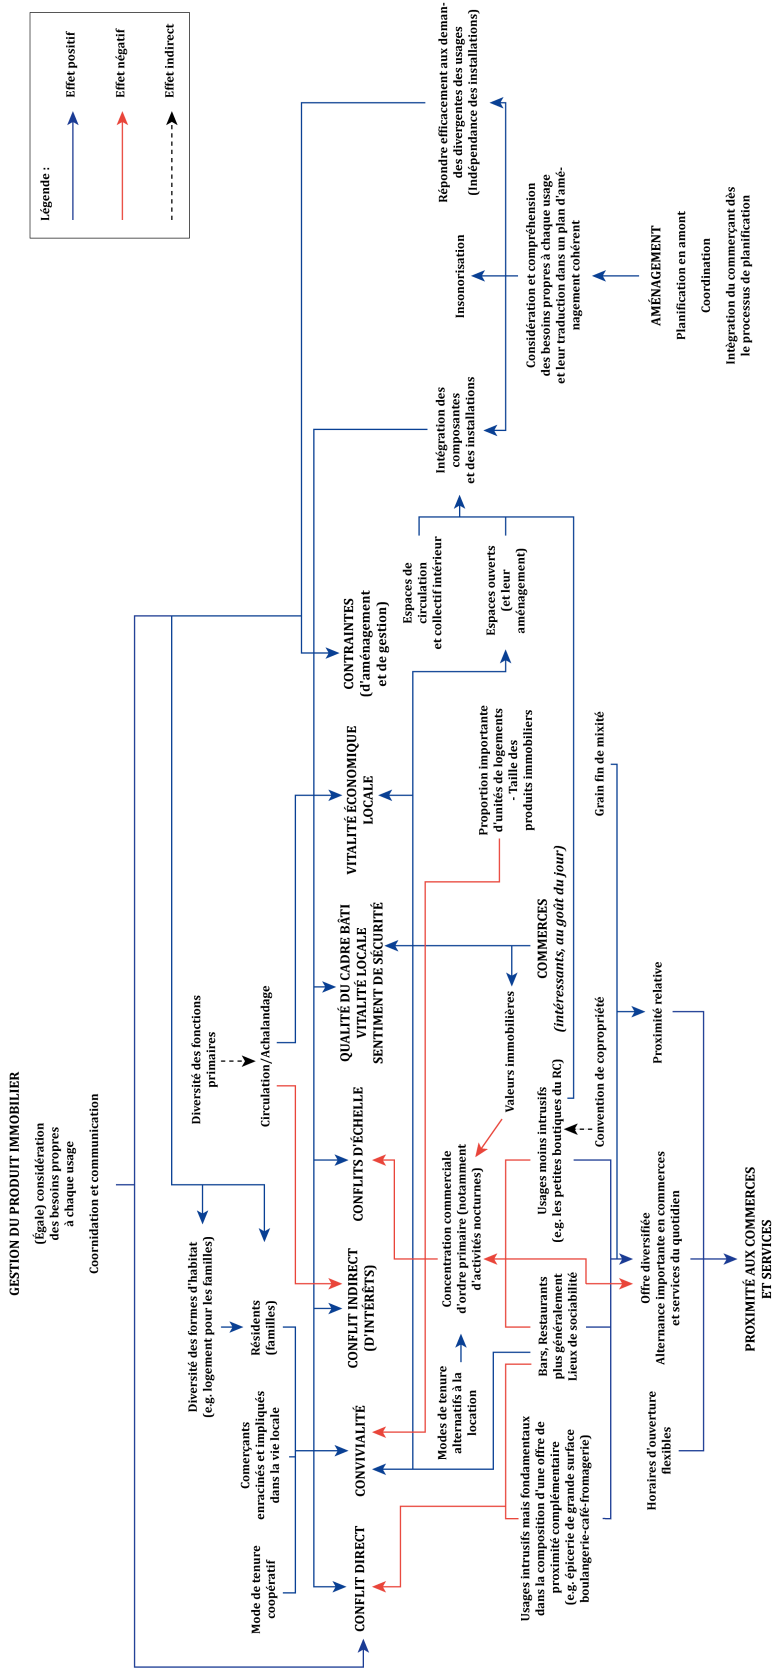 Légende :
Effet positif
Effet négatif
Effet indirect
GESTION DU PRODUIT IMMOBILIER
(Égale) considération
des besoins propres
à chaque usage
Coornidation et communication
Diversité des fonctions
primaires
Circulation/Achalandage
Diversité des formes d'habitat
(e.g. logement pour les familles)
Résidents
(familles)
Comerçants
enracinés et impliqués
dans la vie locale
Mode de tenure
coopératif
CONFLIT DIRECT
CONVIVIALITÉ
CONFLIT INDIRECT
(D'INTÉRÊTS)
CONFLITS D'ÉCHELLE
QUALITÉ DU CADRE BÂTI
VITALITÉ LOCALE
SENTIMENT DE SÉCURITÉ
VITALITÉ ÉCONOMIQUE
LOCALE
CONTRAINTES
(d'aménagement
et de gestion)
Espaces de
circulation
et collectif intérieur
Espaces ouverts
(et leur
aménagement)
Intégration des
composantes
et des installations
Insonorisation
Répondre efficacement aux deman-
des divergentes des usages
(Indépendance des installations)
Considération et compréhension
des besoins propres à chaque usage
et leur traduction dans un plan d'amé-
nagement cohérent
AMÉNAGEMENT
Planification en amont
Coordination
Intègration du commerçant dès
le processus de planification
Modes de tenure
alternatifs à la
location
Concentration commerciale
d'ordre primaire (notamment
d'activités nocturnes)
Valeurs immobilières
COMMERCES
(intéressants, au goût du jour)
Proportion importante
d'unités de logements
- Taille des
produits immobiliers
Usages intrusifs mais fondamentaux
dans la composition d'une offre de
proximité complémentaire
(e.g. épicerie de grande surface
boulangerie-café-fromagerie)
Bars, Restaurants
plus généralement
Lieux de sociabilité
Usages moins intrusifs
(e.g. les petites boutiques du RC)
Convention de copropriété
Grain fin de mixité
Horaires d'ouverture
flexibles
Offre diversifiée
Alternance importante en commerces
et services du quotidien
Proximité relative
PROXIMITÉ AUX COMMERCES
ET SERVICES